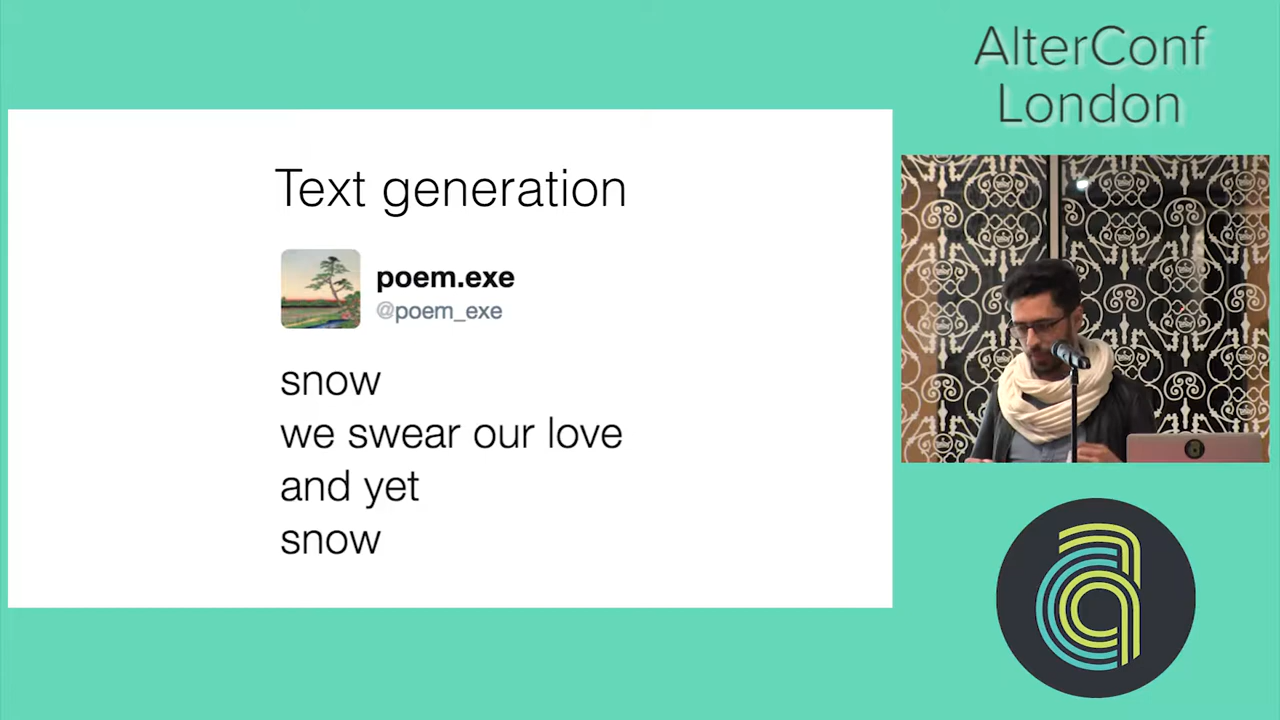 AlterConf
London
Text generation
poem.exe
@poem_exe
snow
we swear our love
and yet
snow